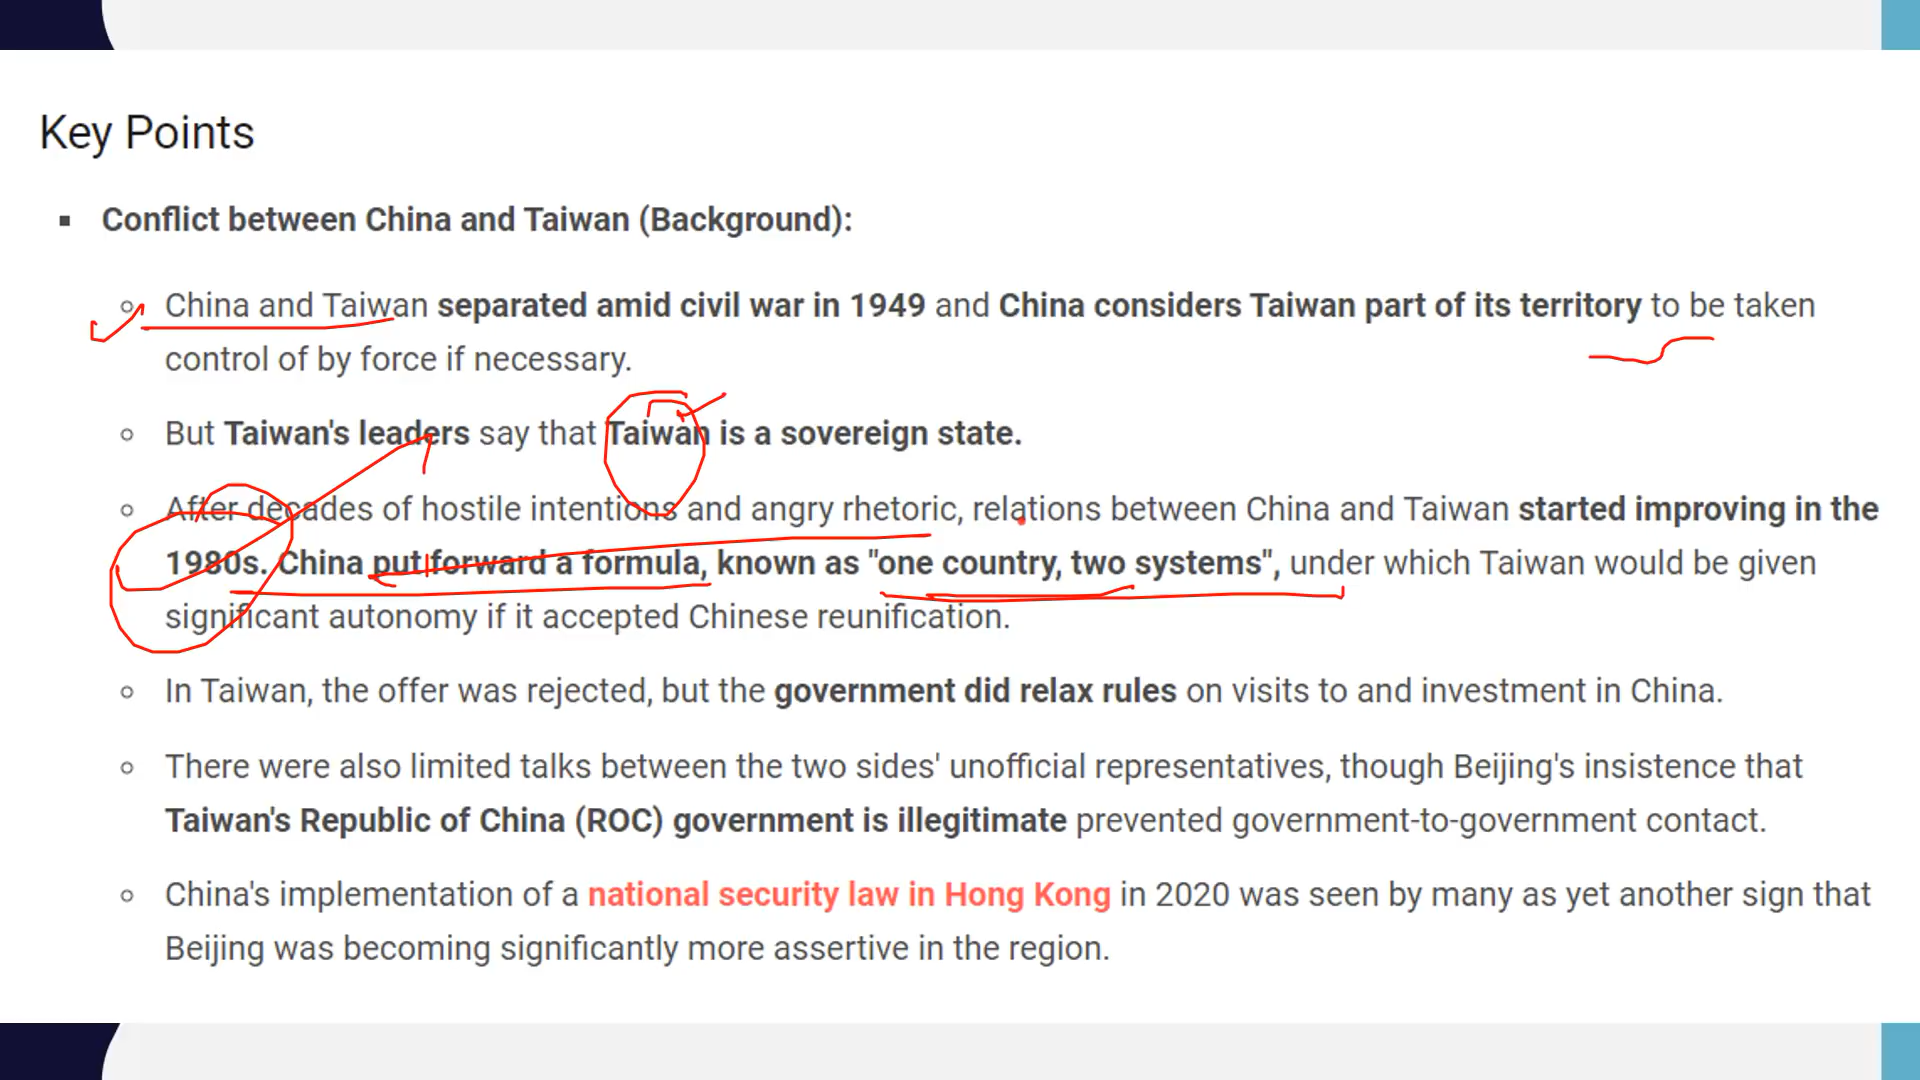 Key Points
Conflict between China and Taiwan (Background):
China and Taiwan separated amid civil war in 1949 and China considers Taiwan part of its territory to be taken
control of by force if necessary.
But Taiwan's leaders say that Taiwan is a sovereign state.
After decades of hostile intentions and angry rhetoric, relations between China and Taiwan started improving in the
1980s. China put forward a formula, known as "one country, two systems", under which Taiwan would be given
significant autonomy if it accepted Chinese reunification.
In Taiwan, the offer was rejected, but the government did relax rules on visits to and investment in China.
There were also limited talks between the two sides' unofficial representatives, though Beijing's insistence that
Taiwan's Republic of China (ROC) government is illegitimate prevented government-to-government contact.
China's implementation of a national security law in Hong Kong in 2020 was seen by many as yet another sign that
Beijing was becoming significantly more assertive in the region.